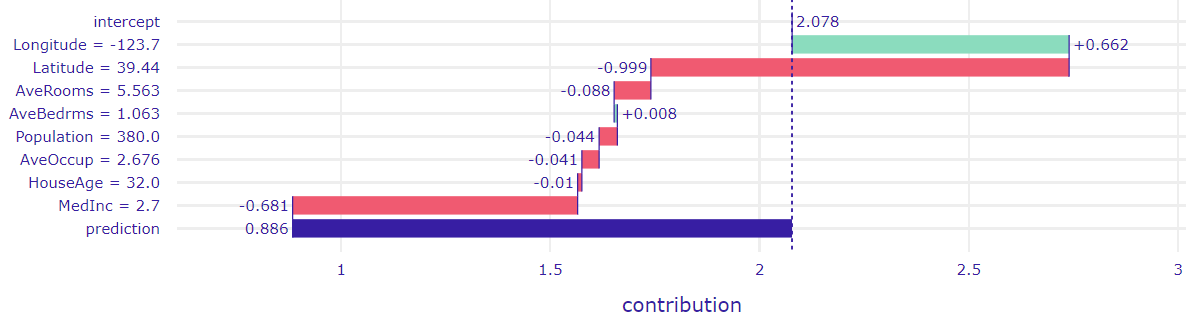 intercept 2.078
Longitude = -123.7 +0.662
Latitude = 39.44 -0.999
AveRooms = 5.563 -0.088
AveBedrms = 1.063 +0.008
Population = 380.0 -0.044
AveOccup = 2.676 -0.041
HouseAge = 32.0 -0.01
MedInc = 2.7 -0.681
prediction 0.886
1 1.5 2 2.5 3
contribution